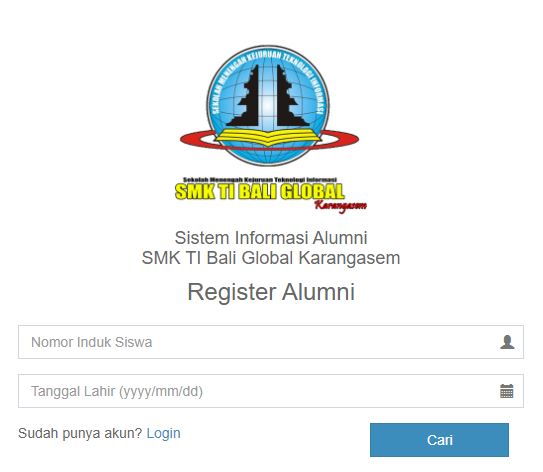 SEKOLAH MENENGAH KEJURUAN TEKNOLOGI INFORMASI
Sekolah Menengah Kejuruan Teknologi Informasi
SMK TI BALI GLOBAL
Karangasem
Sistem Informasi Alumni
SMK TI Bali Global Karangasem
Register Alumni
Nomor Induk Siswa
Tanggal Lahir (yyyy/mm/dd)
Sudah punya akun? Login
Cari